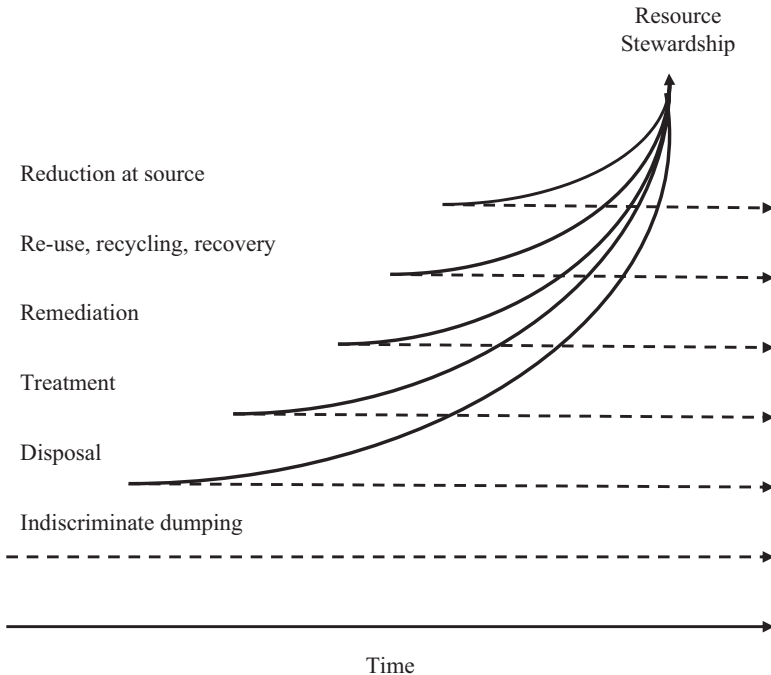 Resource
Stewardship
Reduction at source
Re-use, recycling, recovery
Remediation
Treatment
Disposal
Indiscriminate dumping
Time